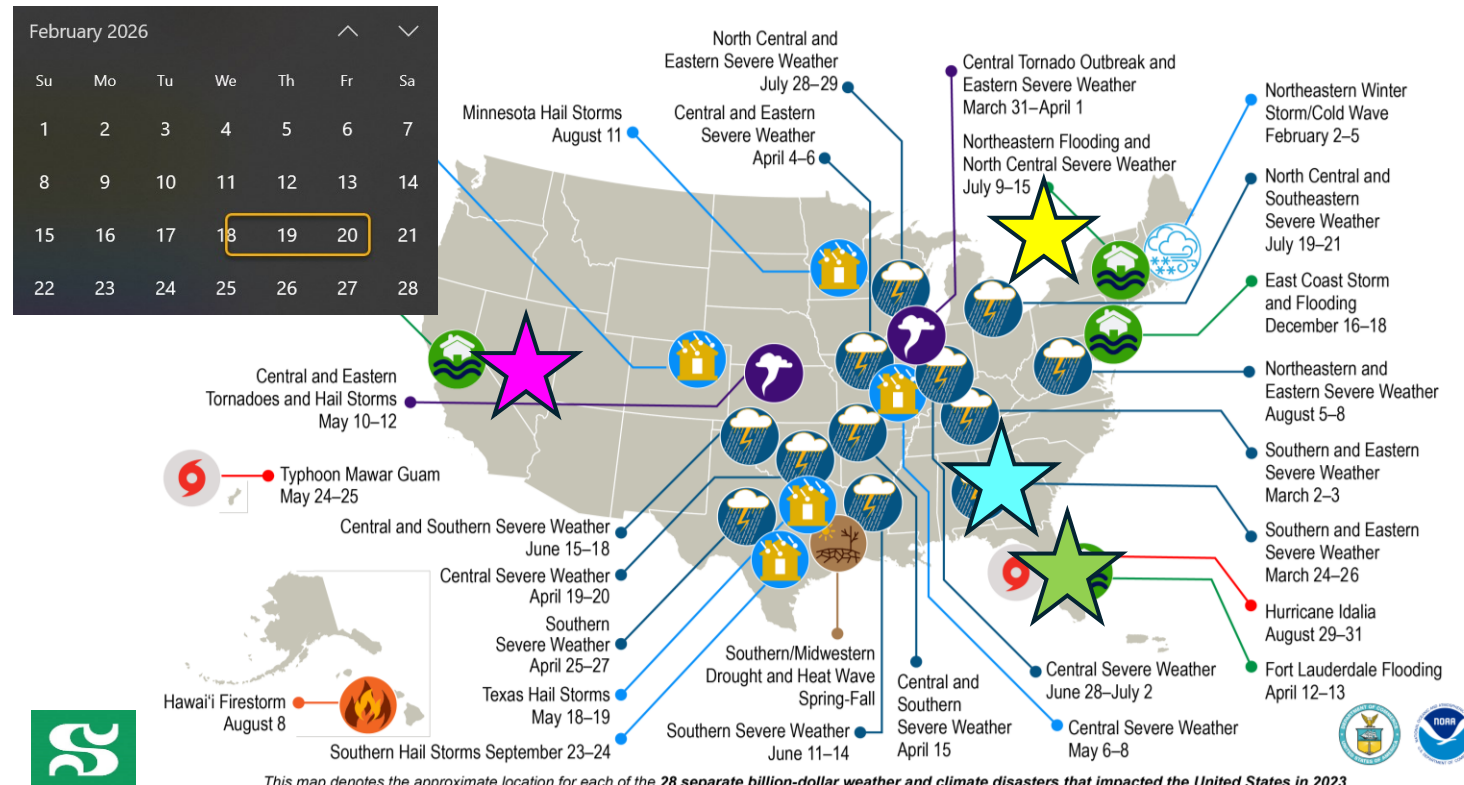 February 2026
Su Mo Tu We Th Fr Sa
1 2 3 4 5 6 7
8 9 10 11 12 13 14
15 16 17 18 19 20 21
22 23 24 25 26 27 28
North Central and
Eastern Severe Weather
July 28–29
Central Tornado Outbreak and
Eastern Severe Weather
March 31–April 1
Northeastern Winter
Storm/Cold Wave
February 2–5
Minnesota Hail Storms
August 11
Central and Eastern
Severe Weather
April 4–6
Northeastern Flooding and
North Central Severe Weather
July 9–15
North Central and
Southeastern
Severe Weather
July 19–21
East Coast Storm
and Flooding
December 16–18
Central and Eastern
Tornadoes and Hail Storms
May 10–12
Northeastern and
Eastern Severe Weather
August 5–8
Typhoon Mawar Guam
May 24–25
Southern and Eastern
Severe Weather
March 2–3
Central and Southern Severe Weather
June 15–18
Southern and Eastern
Severe Weather
March 24–26
Central Severe Weather
April 19–20
Hurricane Idalia
August 29–31
Southern
Severe Weather
April 25–27
Southern/Midwestern
Drought and Heat Wave
Spring-Fall
Central and
Southern
Severe Weather
April 15
Central Severe Weather
June 28–July 2
Fort Lauderdale Flooding
April 12–13
Hawai‘i Firestorm
August 8
Texas Hail Storms
May 18–19
Southern Severe Weather
June 11–14
Central Severe Weather
May 6–8
Southern Hail Storms September 23–24
NOAA
This map denotes the approximate location for each of the 28 separate billion-dollar weather and climate disasters that impacted the United States in 2023